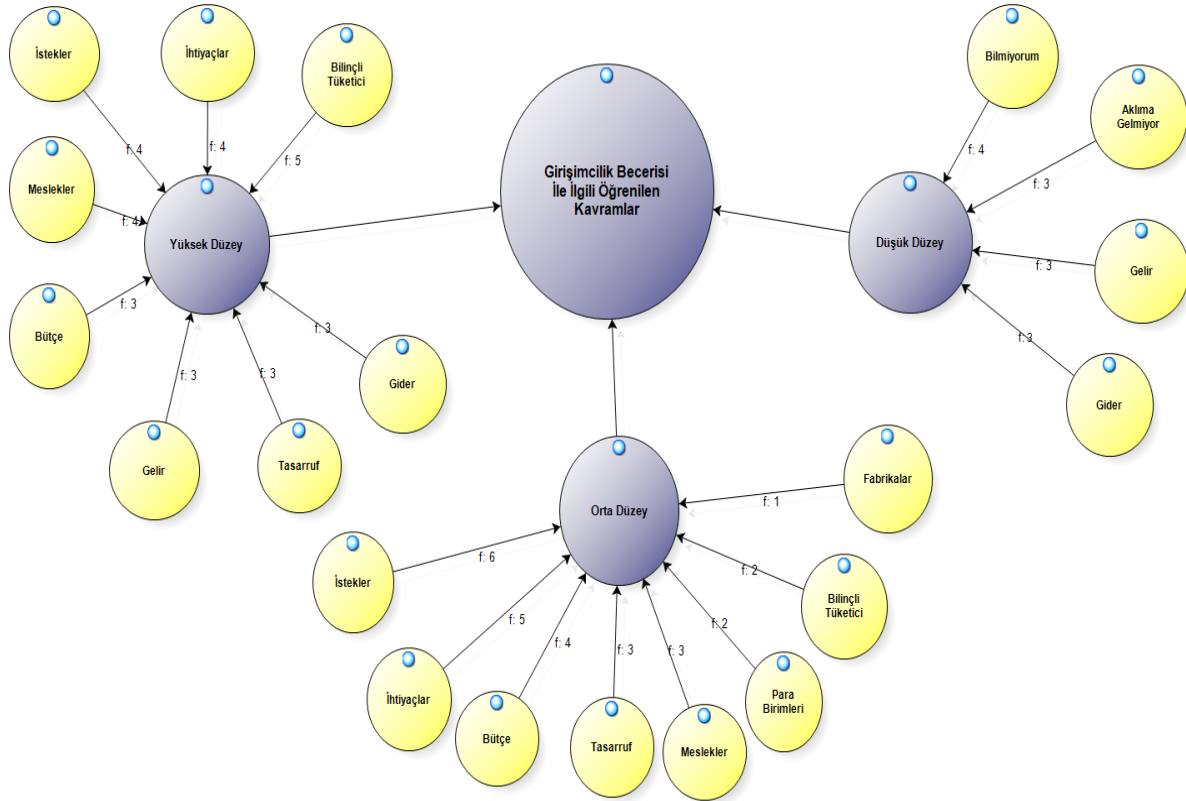 İstekler
İhtiyaçlar
Bilinçli
Tüketici
Meslekler
Bütçe
Gelir
Tasarruf
Gider
f: 4
f: 4
f: 5
f: 4
f: 3
f: 3
f: 3
f: 3
Yüksek Düzey
Girişimcilik Becerisi
İle İlgili Öğrenilen
Kavramlar
Bilmiyorum
Aklıma
Gelmiyor
Gelir
Gider
f: 4
f: 3
f: 3
f: 3
Düşük Düzey
Orta Düzey
f: 6
f: 5
f: 4
f: 3
f: 3
f: 2
f: 2
f: 1
İstekler
İhtiyaçlar
Bütçe
Tasarruf
Meslekler
Para
Birimleri
Bilinçli
Tüketici
Fabrikalar